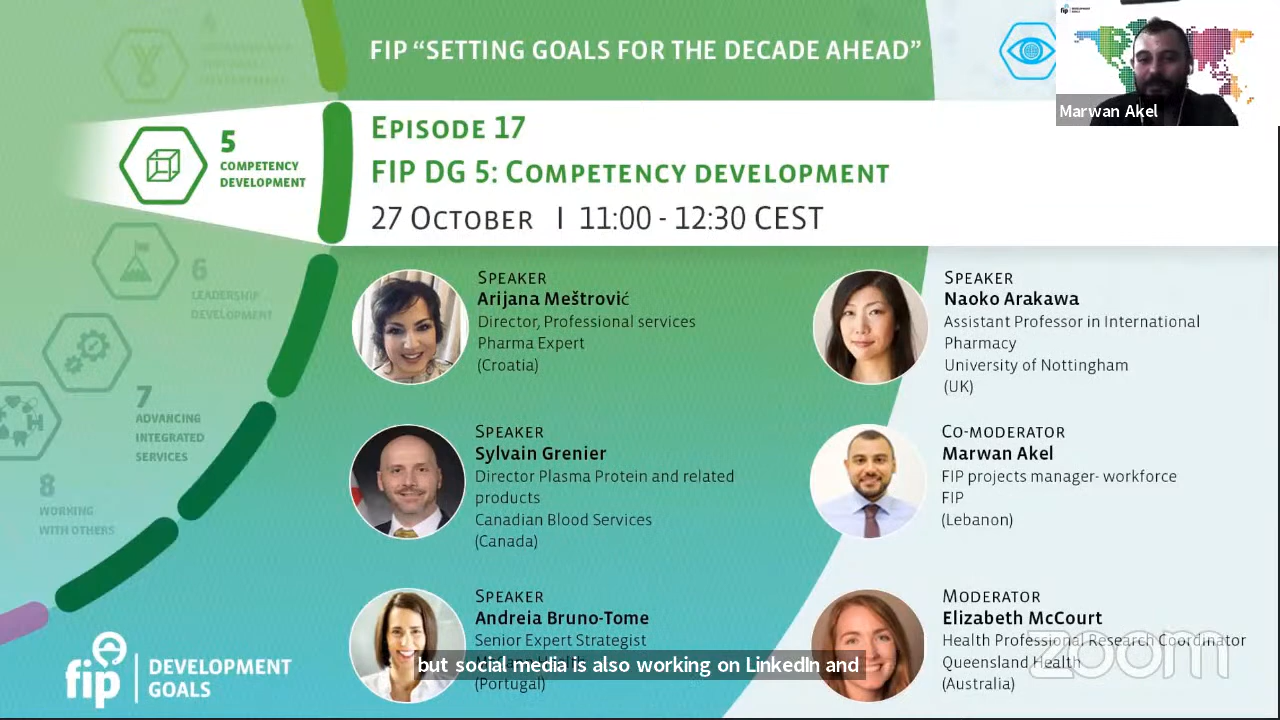 FIP “SETTING GOALS FOR THE DECADE AHEAD”
fip DEVELOPMENT GOALS
Marwan Akel
5
COMPETENCY
DEVELOPMENT
EPISODE 17
FIP DG 5: COMPETENCY DEVELOPMENT
27 OCTOBER I 11:00 - 12:30 CEST
6
LEADERSHIP
DEVELOPMENT
7
ADVANCING
INTEGRATED
SERVICES
8
WORKING
WITH OTHERS
SPEAKER
Arijana Meštrović
Director, Professional services
Pharma Expert
(Croatia)
SPEAKER
Naoko Arakawa
Assistant Professor in International
Pharmacy
University of Nottingham
(UK)
SPEAKER
Sylvain Grenier
Director Plasma Protein and related
products
Canadian Blood Services
(Canada)
CO-MODERATOR
Marwan Akel
FIP projects manager- workforce
FIP
(Lebanon)
SPEAKER
Andreia Bruno-Tome
Senior Expert Strategist
(Portugal)
MODERATOR
Elizabeth McCourt
Health Professional Research Coordinator
Queensland Health
(Australia)
but social media is also working on LinkedIn and
zoom
fip DEVELOPMENT
GOALS